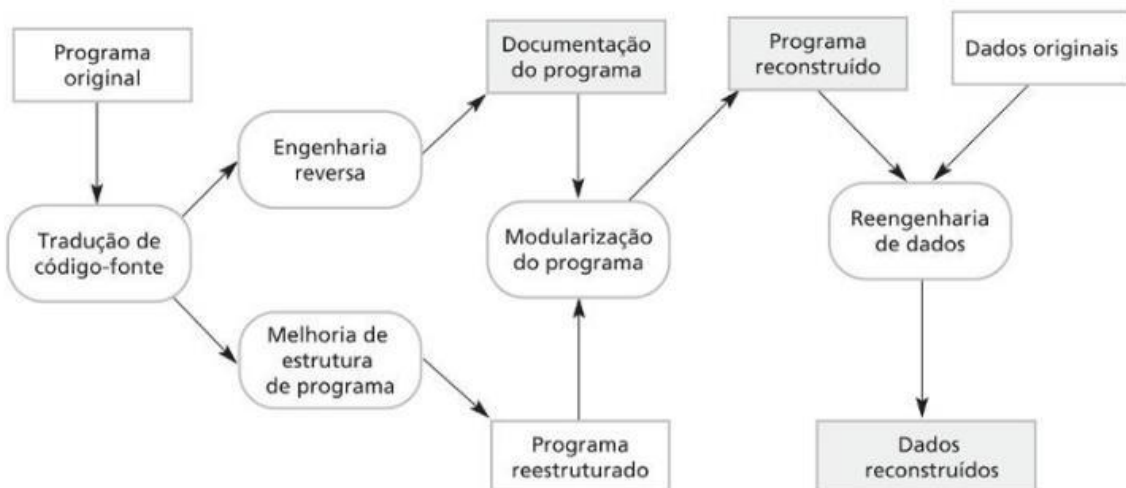 Programa
original
Documentação
do programa
Programa
reconstruído
Dados originais
Engenharia
reversa
Tradução de
código-fonte
Modularização
do programa
Reengenharia
de dados
Melhoria de
estrutura
de programa
Programa
reestruturado
Dados
reconstruídos